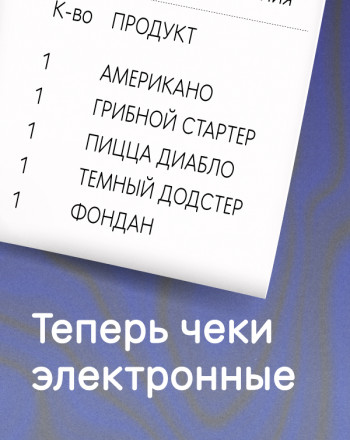 К-во ПРОДУКТ
1 АМЕРИКАНО
1 ГРИБНОЙ СТАРТЕР
1 ПИЦЦА ДИАБЛО
1 ТЕМНЫЙ ДОДСТЕР
1 ФОНДАН
Теперь чеки
электронные